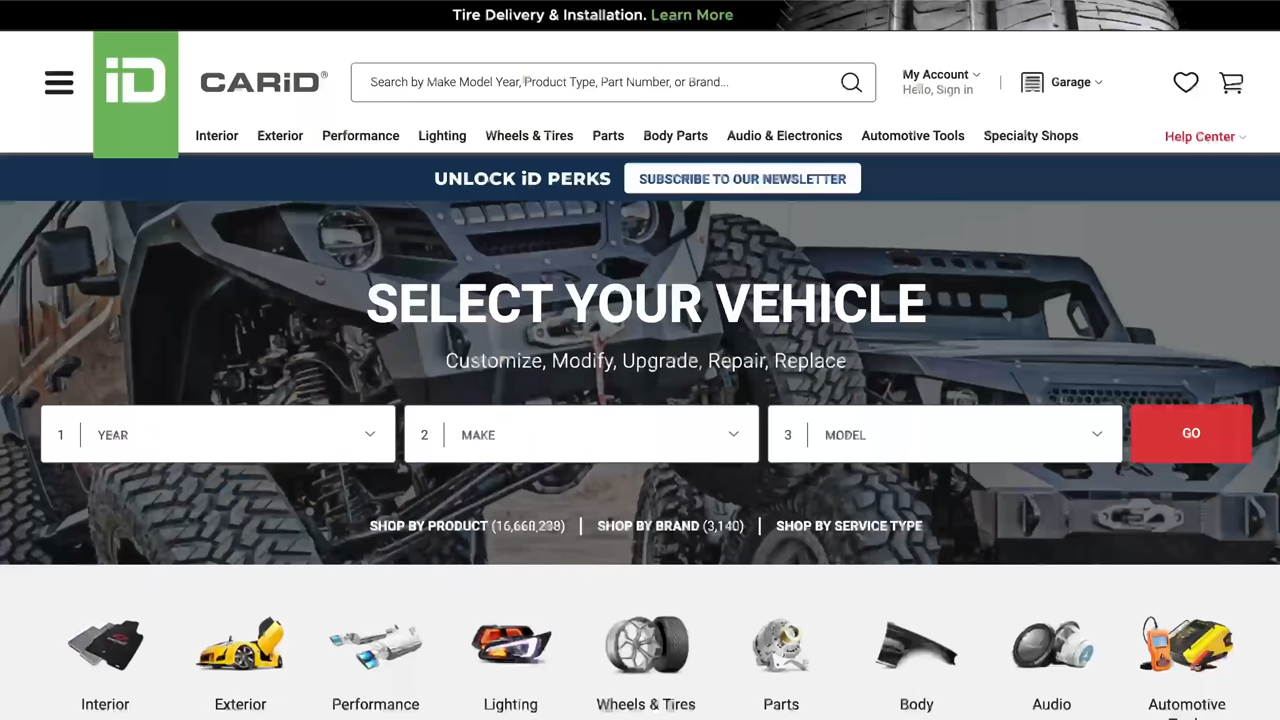 Tire Delivery & Installation. Learn More
iD
CARiD®
Search by Make Model Year, Product Type, Part Number, or Brand...
My Account
Hello, Sign in
Garage
Interior Exterior Performance Lighting Wheels & Tires Parts Body Parts Audio & Electronics Automotive Tools Specialty Shops Help Center
UNLOCK iD PERKS SUBSCRIBE TO OUR NEWSLETTER
SELECT YOUR VEHICLE
Customize, Modify, Upgrade, Repair, Replace
1 YEAR 2 MAKE 3 MODEL GO
SHOP BY PRODUCT SHOP BY BRAND (3,140) SHOP BY SERVICE TYPE
Interior Exterior Performance Lighting Wheels & Tires Parts Body Audio Automotive